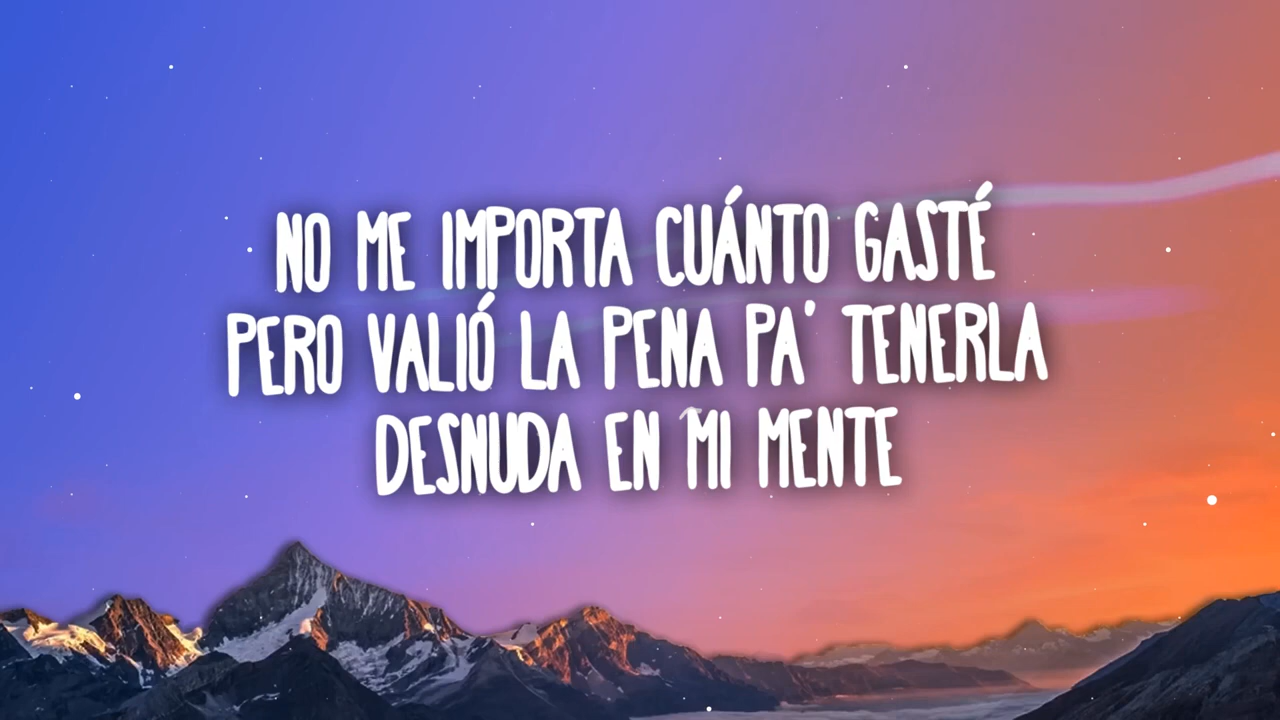 NO ME IMPORTA CUÁNTO GASTÉ
PERO VALIÓ LA PENA PA' TENERLA
DESNUDA EN MI MENTE